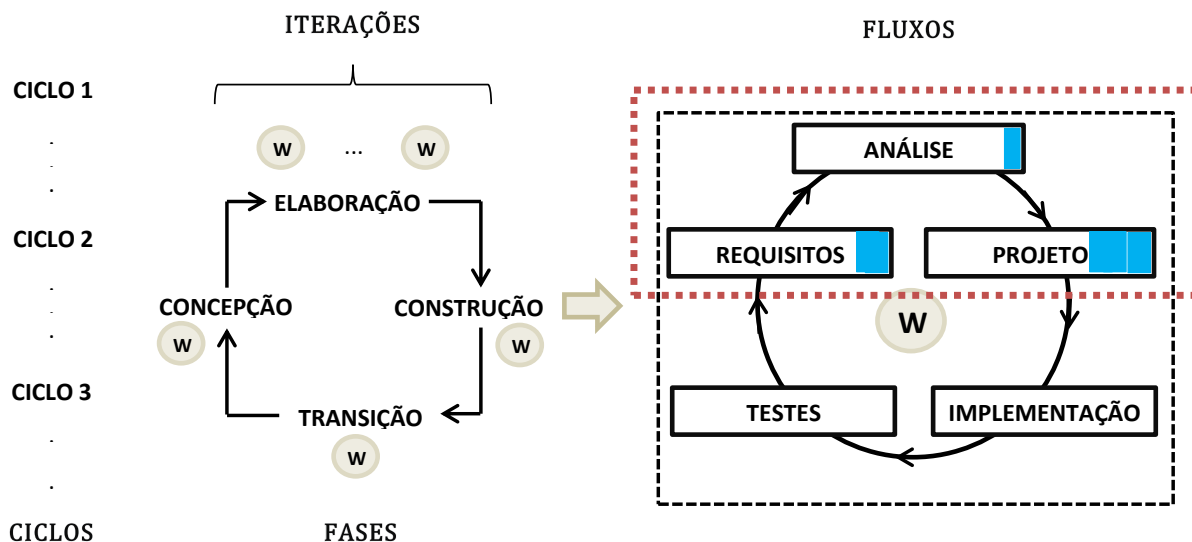 ITERAÇÕES
FLUXOS
CICLO 1
W ... W
ANÁLISE
ELABORAÇÃO
CICLO 2
REQUISITOS
PROJETO
CONCEPÇÃO
CONSTRUÇÃO
W
W
W
CICLO 3
TRANSIÇÃO
TESTES
IMPLEMENTAÇÃO
W
CICLOS
FASES